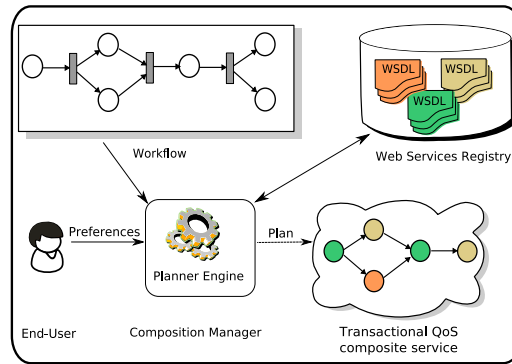 WSDL
WSDL
WSDL
Workflow
Web Services Registry
Preferences
Plan
Planner Engine
End-User
Composition Manager
Transactional QoS
composite service